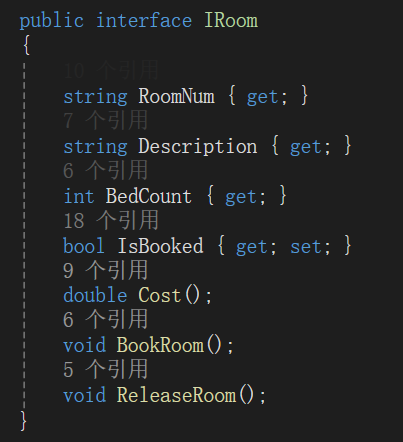 public interface IRoom
{
10 个引用
string RoomNum { get; }
7 个引用
string Description { get; }
6 个引用
int BedCount { get; }
18 个引用
bool IsBooked { get; set; }
9 个引用
double Cost();
6 个引用
void BookRoom();
5 个引用
void ReleaseRoom();
}